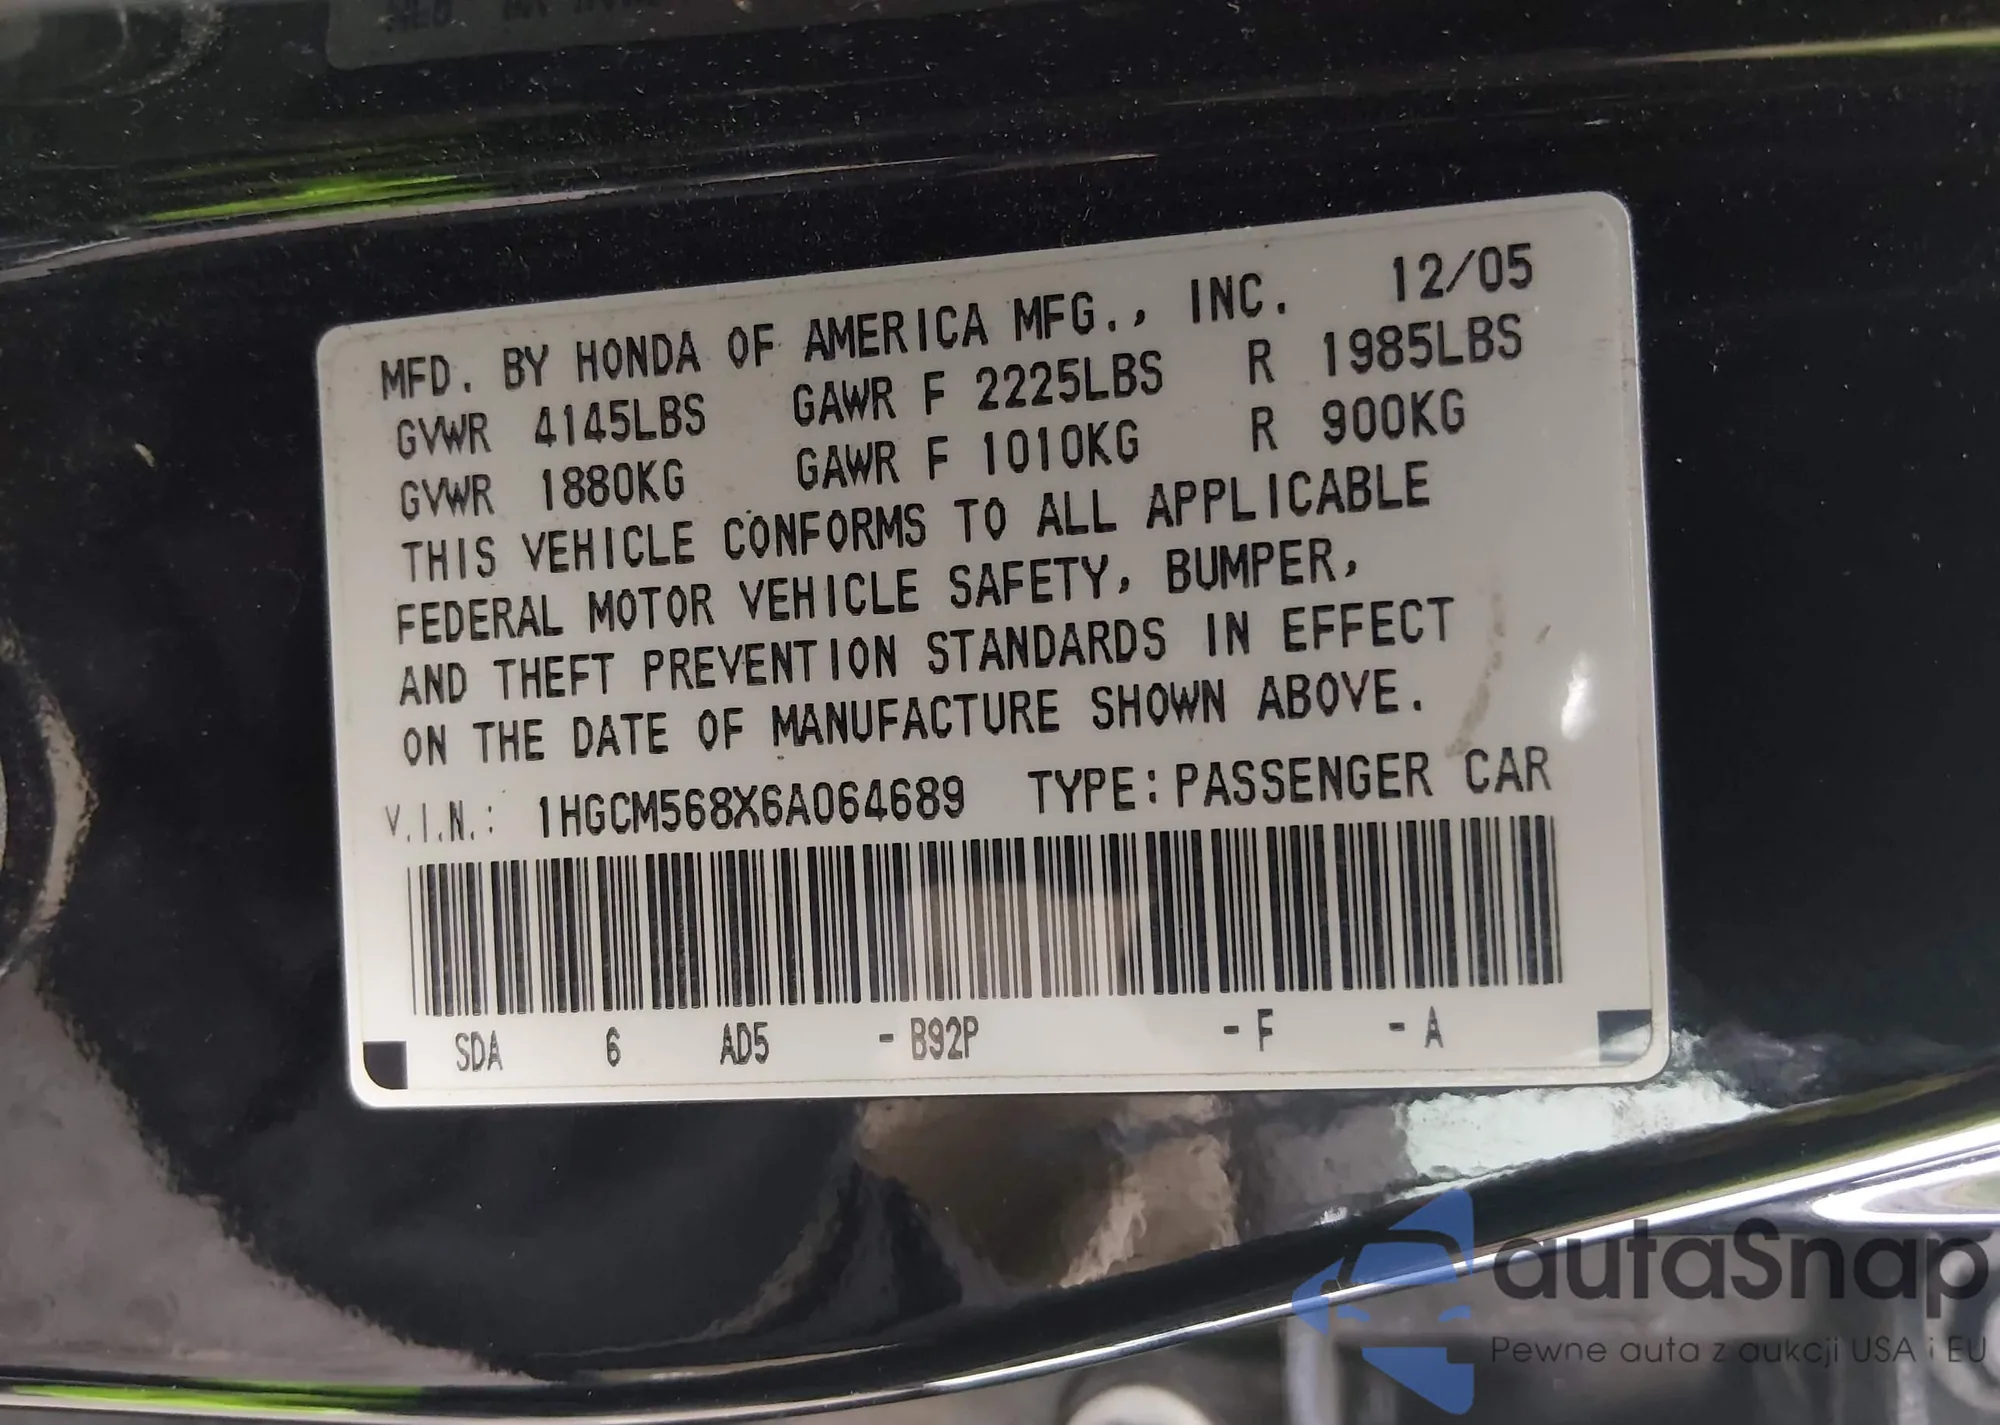 MFD. BY HONDA OF AMERICA MFG., INC. 12/05
GVWR 4145LBS GAWR F 2225LBS R 1985LBS
GVWR 1880KG GAWR F 1010KG R 900KG
THIS VEHICLE CONFORMS TO ALL APPLICABLE
FEDERAL MOTOR VEHICLE SAFETY, BUMPER,
AND THEFT PREVENTION STANDARDS IN EFFECT
ON THE DATE OF MANUFACTURE SHOWN ABOVE.
V.I.N.: 1HGCM568X6A064689 TYPE: PASSENGER CAR
SDA 6 AD5 - B92P - F - A
autaSnap
Pewne auta z aukcji USA i EU